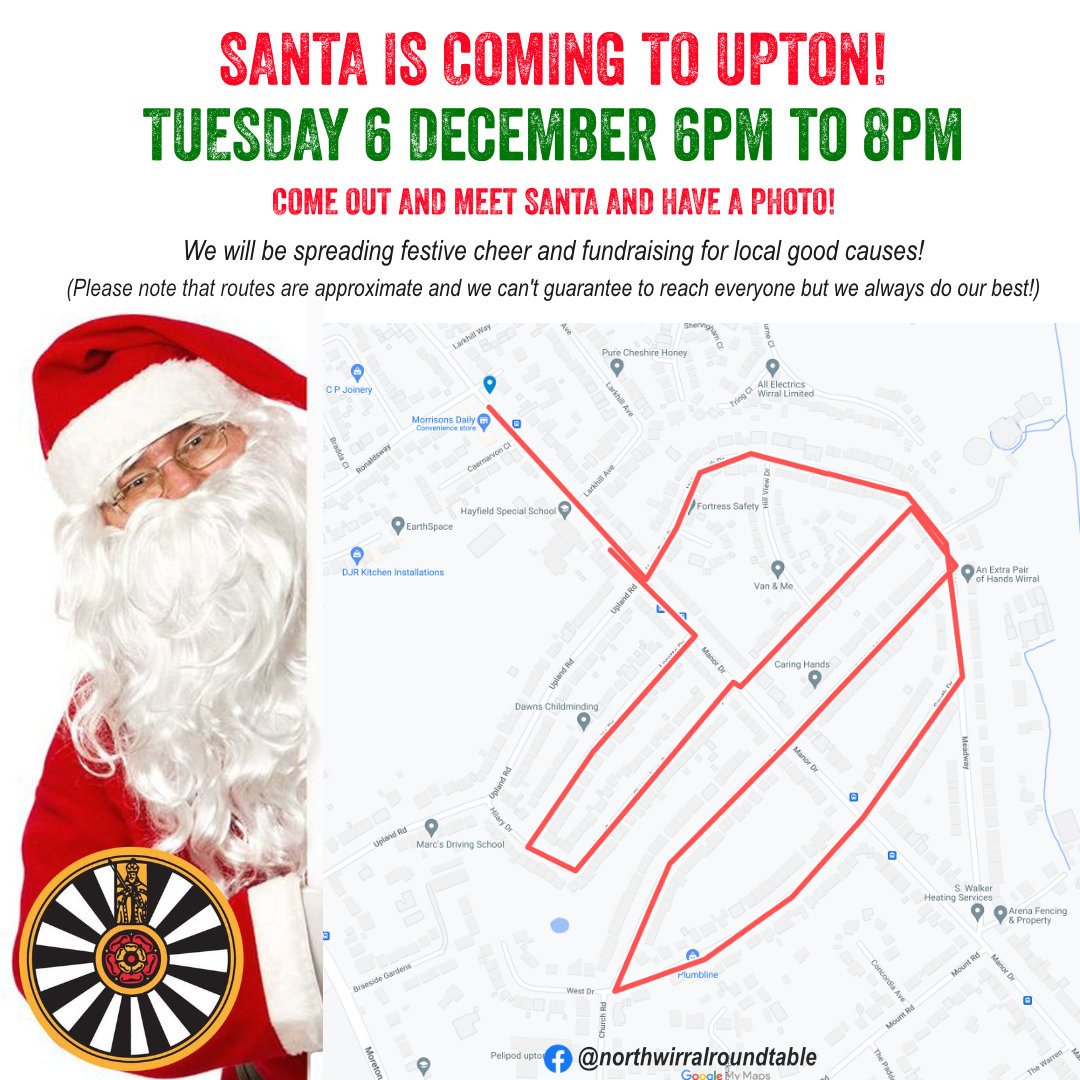 SANTA IS COMING TO UPTON!
TUESDAY 6 DECEMBER 6PM TO 8PM
COME OUT AND MEET SANTA AND HAVE A PHOTO!
We will be spreading festive cheer and fundraising for local good causes!
(Please note that routes are approximate and we can't guarantee to reach everyone but we always do our best!)
Larkhill Way
Ave
Sheringham Cl
Pure Cheshire Honey
C P Joinery
All Electrics
Wirral Limited
Tring Cl
Larkhill Ave
Morrisons Daily
Convenience store
Bradda Cl
Ronaldsway
Caernarvon Cl
Larkhill Ave
Hill View Dr
Hayfield Special School
Fortress Safety
EarthSpace
DJR Kitchen Installations
Van & Me
An Extra Pair
of Hands Wirral
Upland Rd
Manor Dr
Caring Hands
Upland Rd
Dawns Childminding
Manor Dr
Meadway
Upland Rd
Hilary Dr
Upland Rd
Marc's Driving School
S. Walker
Heating Services
Arena Fencing
& Property
Plumbline
Braeside Gardens
West Dr
Church Rd
Concordia Ave
Mount Rd
Manor Dr
Mount Rd
Moreton
Pelipod upton
@northwirralroundtable
The Warren
Google My Maps